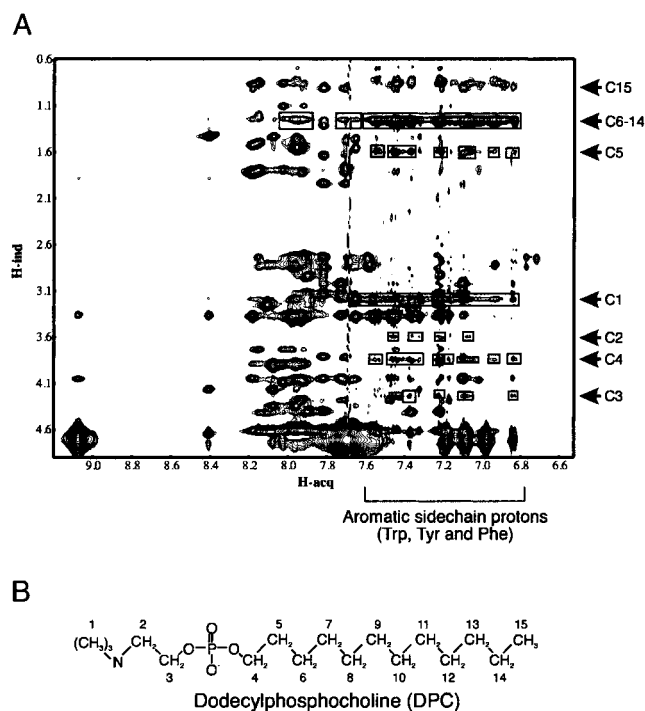 A
0.6
1.1
1.6
2.1
2.6
3.1
3.6
4.1
4.6
H-ind
C15
C6-14
C5
C1
C2
C4
C3
9.0 8.8 8.6 8.4 8.2 8.0 7.8 7.6 7.4 7.2 7.0 6.8 6.6
H-acq
Aromatic sidechain protons
(Trp, Tyr and Phe)
B
1 2 5 7 9 11 13 15
(CH₃)₃ CH₂ O O P O O⁻ CH₂ CH₂ CH₂ CH₂ CH₂ CH₃
N CH₂ CH₂ CH₂ CH₂ CH₂ CH₂ CH₂
3 4 6 8 10 12 14
Dodecylphosphocholine (DPC)